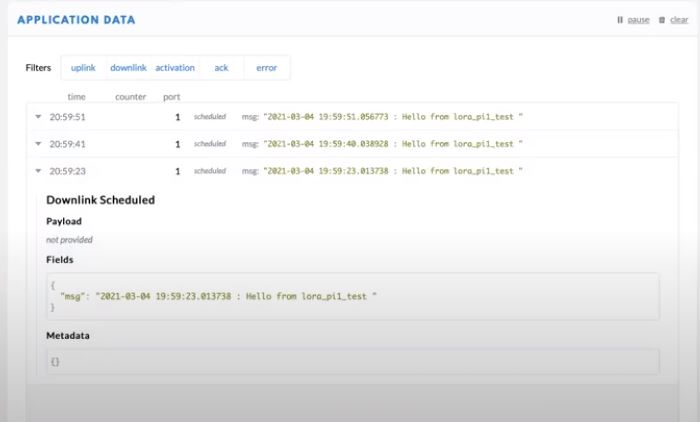 APPLICATION DATA
pause clear
Filters uplink downlink activation ack error
time counter port
20:59:51 1 scheduled msg: "2021-03-04 19:59:51.056773 : Hello from lora_pi1_test "
20:59:41 1 scheduled msg: "2021-03-04 19:59:40.038928 : Hello from lora_pi1_test "
20:59:23 1 scheduled msg: "2021-03-04 19:59:23.013738 : Hello from lora_pi1_test "
Downlink Scheduled
Payload
not provided
Fields
{
"msg": "2021-03-04 19:59:23.013738 : Hello from lora_pi1_test "
}
Metadata
{}